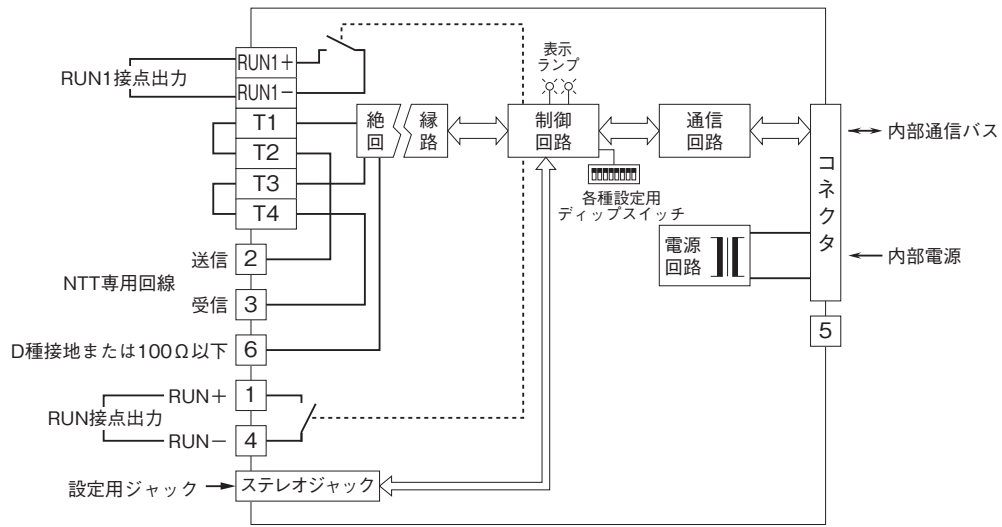 表示
ランプ
RUN1接点出力
RUN1+
RUN1−
T1
T2
T3
T4
絶
回
縁
路
制御
回路
通信
回路
コネクタ
内部通信バス
各種設定用
ディップスイッチ
電源
回路
内部電源
NTT専用回線
送信
2
受信
3
D種接地または100Ω以下
6
5
RUN接点出力
RUN+
1
RUN−
4
設定用ジャック
ステレオジャック